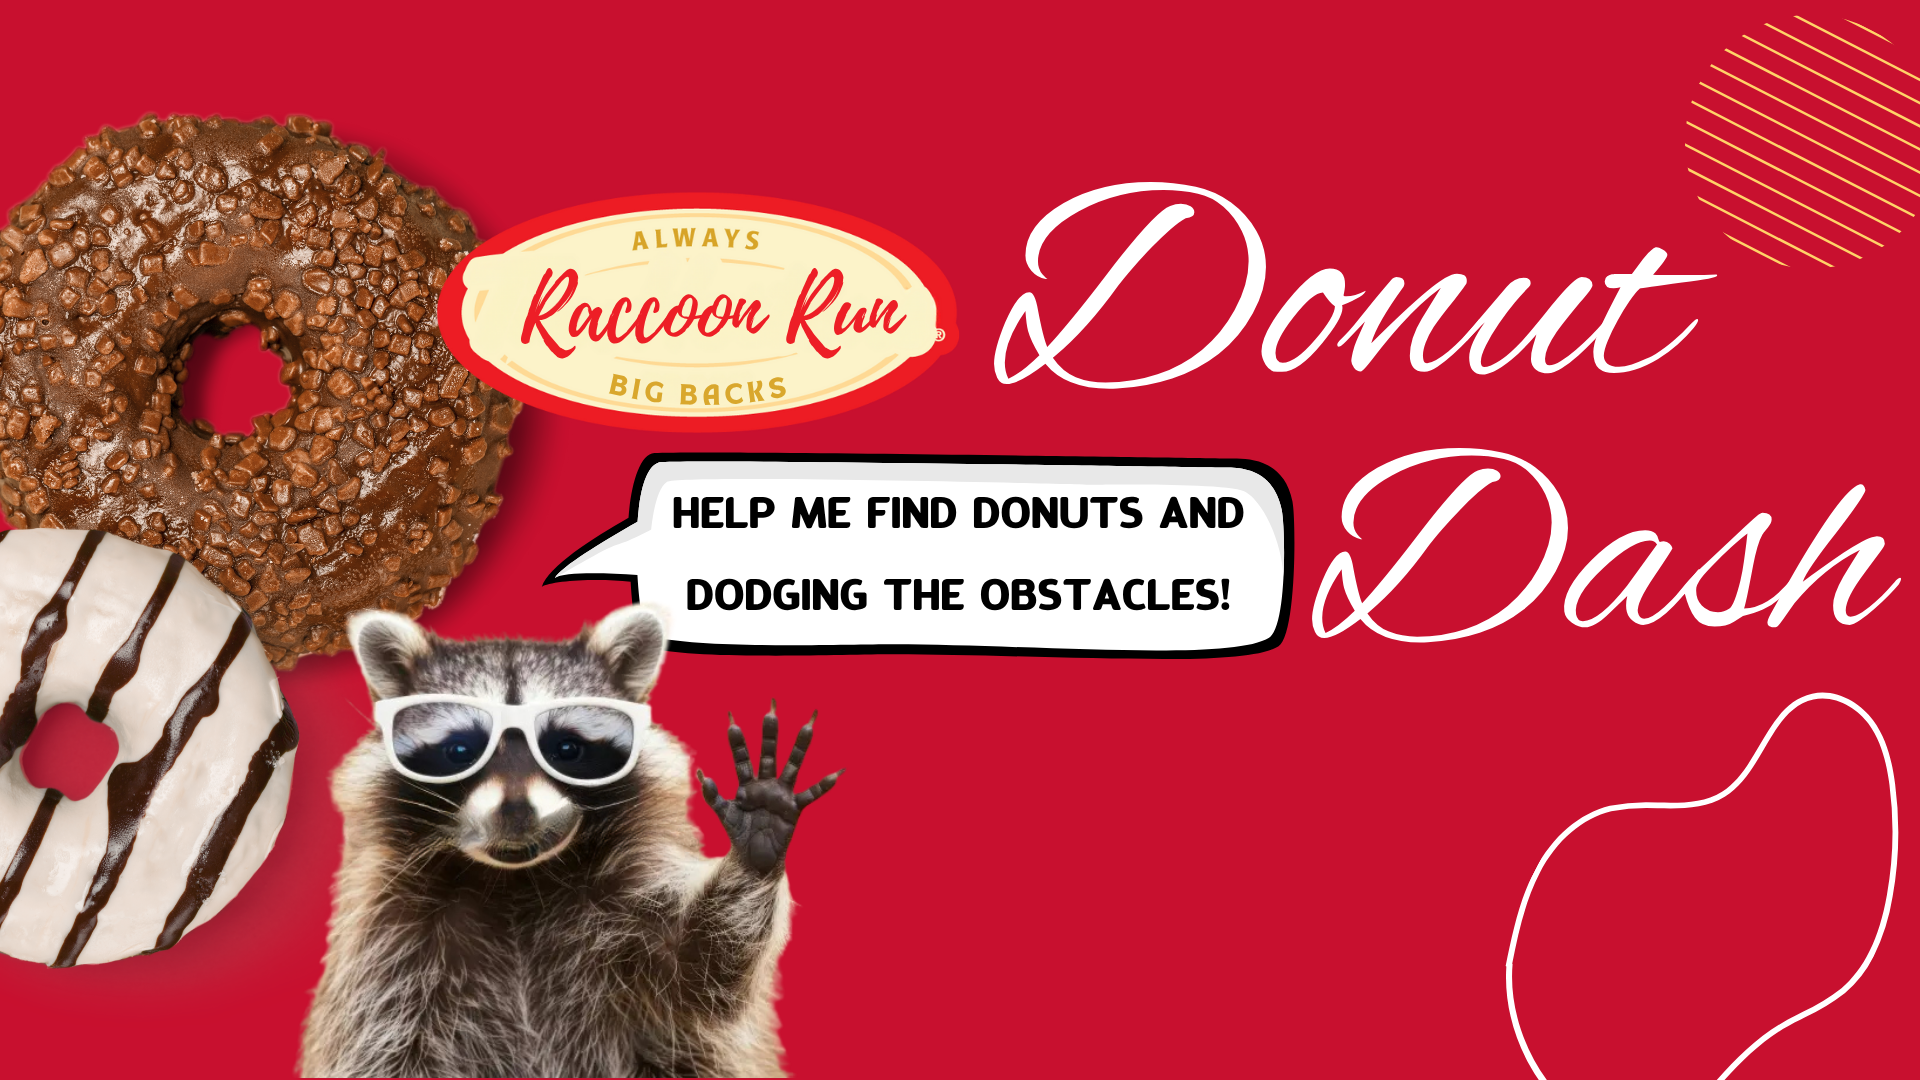 ALWAYS
Raccoon Run
®
BIG BACKS
Donut
Dash
HELP ME FIND DONUTS AND
DODGING THE OBSTACLES!